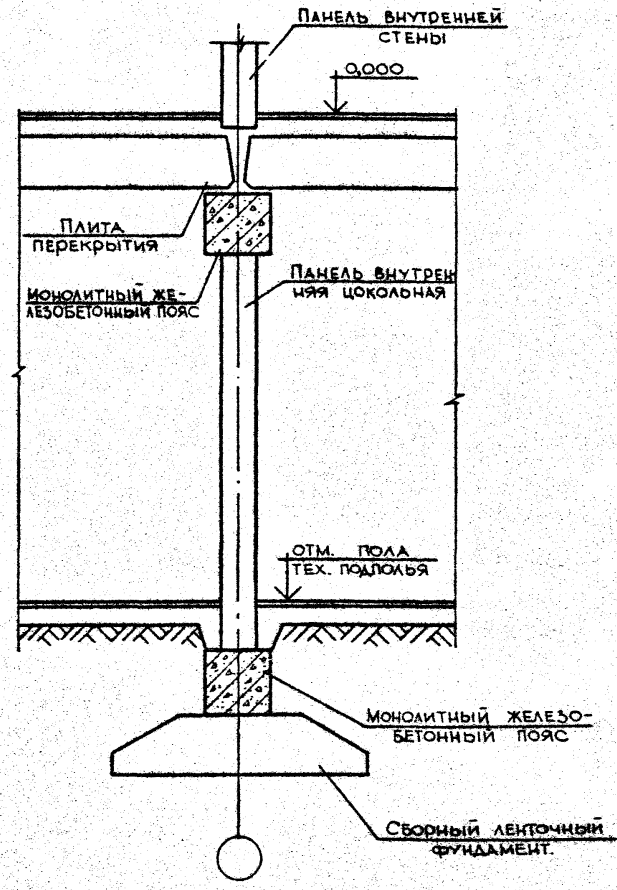 ПАНЕЛЬ ВНУТРЕННЕЙ
СТЕНЫ
0,000
ПЛИТА
ПЕРЕКРЫТИЯ
ПАНЕЛЬ ВНУТРЕН
НЯЯ ЦОКОЛЬНАЯ
МОНОЛИТНЫЙ ЖЕ-
ЛЕЗОБЕТОННЫЙ ПОЯС
ОТМ. ПОЛА
ТЕХ. ПОДПОЛЬЯ
МОНОЛИТНЫЙ ЖЕЛЕЗО-
БЕТОННЫЙ ПОЯС
СБОРНЫЙ ЛЕНТОЧНЫЙ
ФУНДАМЕНТ.